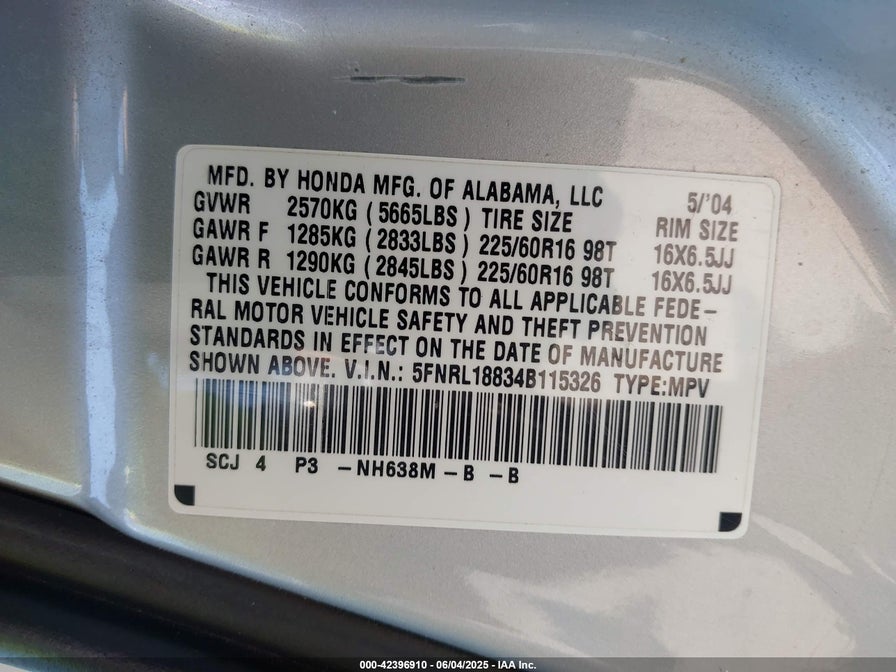 MFD. BY HONDA MFG. OF ALABAMA, LLC 5/'04
GVWR 2570KG (5665LBS) TIRE SIZE RIM SIZE
GAWR F 1285KG (2833LBS) 225/60R16 98T 16X6.5JJ
GAWR R 1290KG (2845LBS) 225/60R16 98T 16X6.5JJ
THIS VEHICLE CONFORMS TO ALL APPLICABLE FEDE-
RAL MOTOR VEHICLE SAFETY AND THEFT PREVENTION
STANDARDS IN EFFECT ON THE DATE OF MANUFACTURE
SHOWN ABOVE. V.I.N.: 5FNRL18834B115326 TYPE:MPV
SCJ 4 P3 -NH638M -B -B
000-42396910 - 06/04/2025 - IAA Inc.